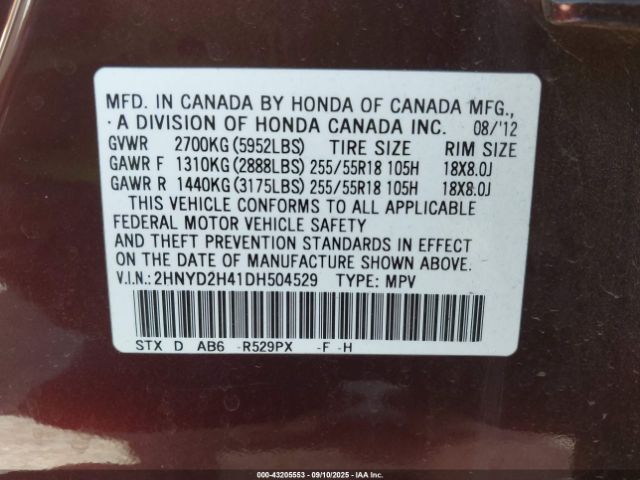 MFD. IN CANADA BY HONDA OF CANADA MFG.,
A DIVISION OF HONDA CANADA INC. 08/'12
GVWR 2700KG (5952LBS) TIRE SIZE RIM SIZE
GAWR F 1310KG (2888LBS) 255/55R18 105H 18X8.0J
GAWR R 1440KG (3175LBS) 255/55R18 105H 18X8.0J
THIS VEHICLE CONFORMS TO ALL APPLICABLE
FEDERAL MOTOR VEHICLE SAFETY
AND THEFT PREVENTION STANDARDS IN EFFECT
ON THE DATE OF MANUFACTURE SHOWN ABOVE.
V.I.N.: 2HNYD2H41DH504529 TYPE: MPV
STX D AB6 -R529PX -F -H
000-43205553 - 09/10/2025 - IAA Inc.